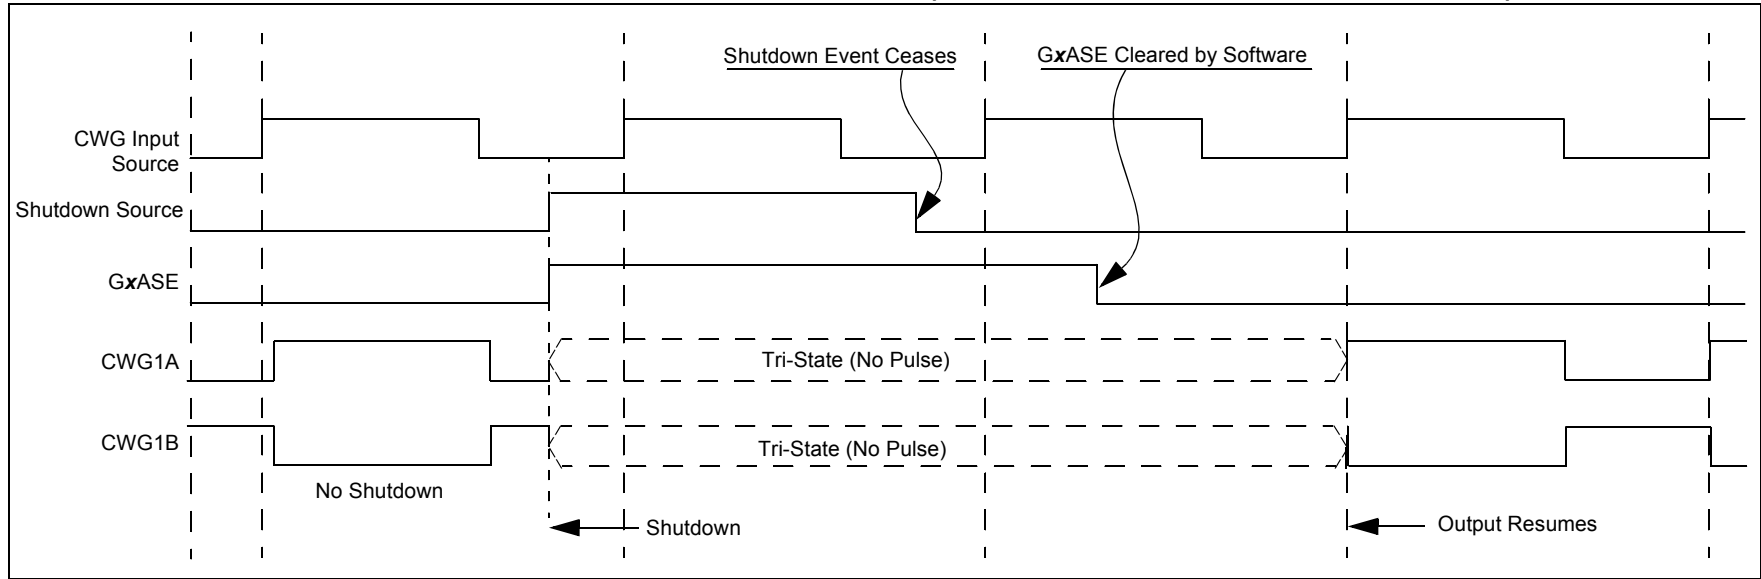 Shutdown Event Ceases
GxASE Cleared by Software
CWG Input
Source
Shutdown Source
GxASE
CWG1A
Tri-State (No Pulse)
CWG1B
Tri-State (No Pulse)
No Shutdown
Shutdown
Output Resumes